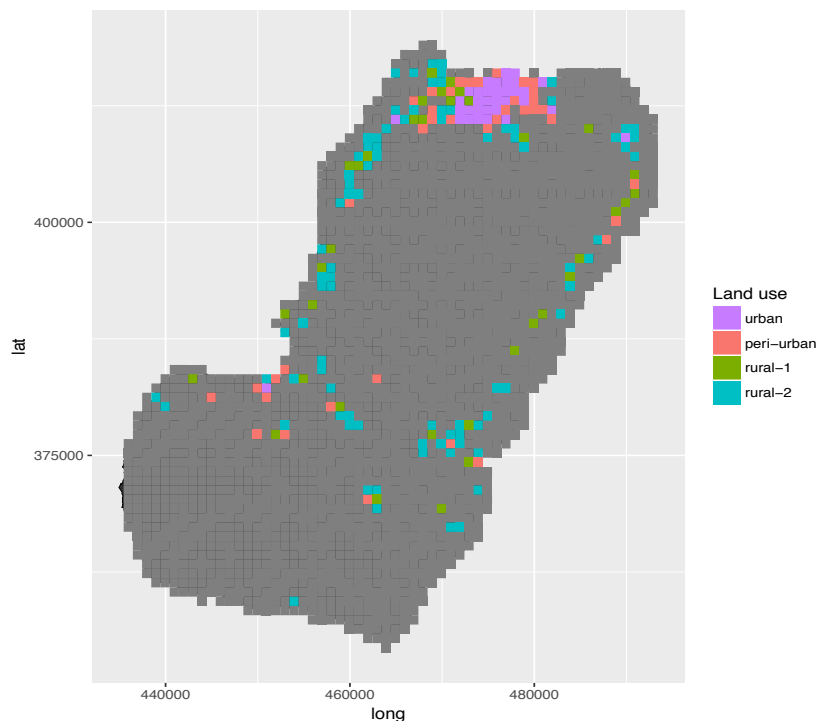 400000
375000
lat
440000
460000
480000
long
Land use
urban
peri-urban
rural-1
rural-2